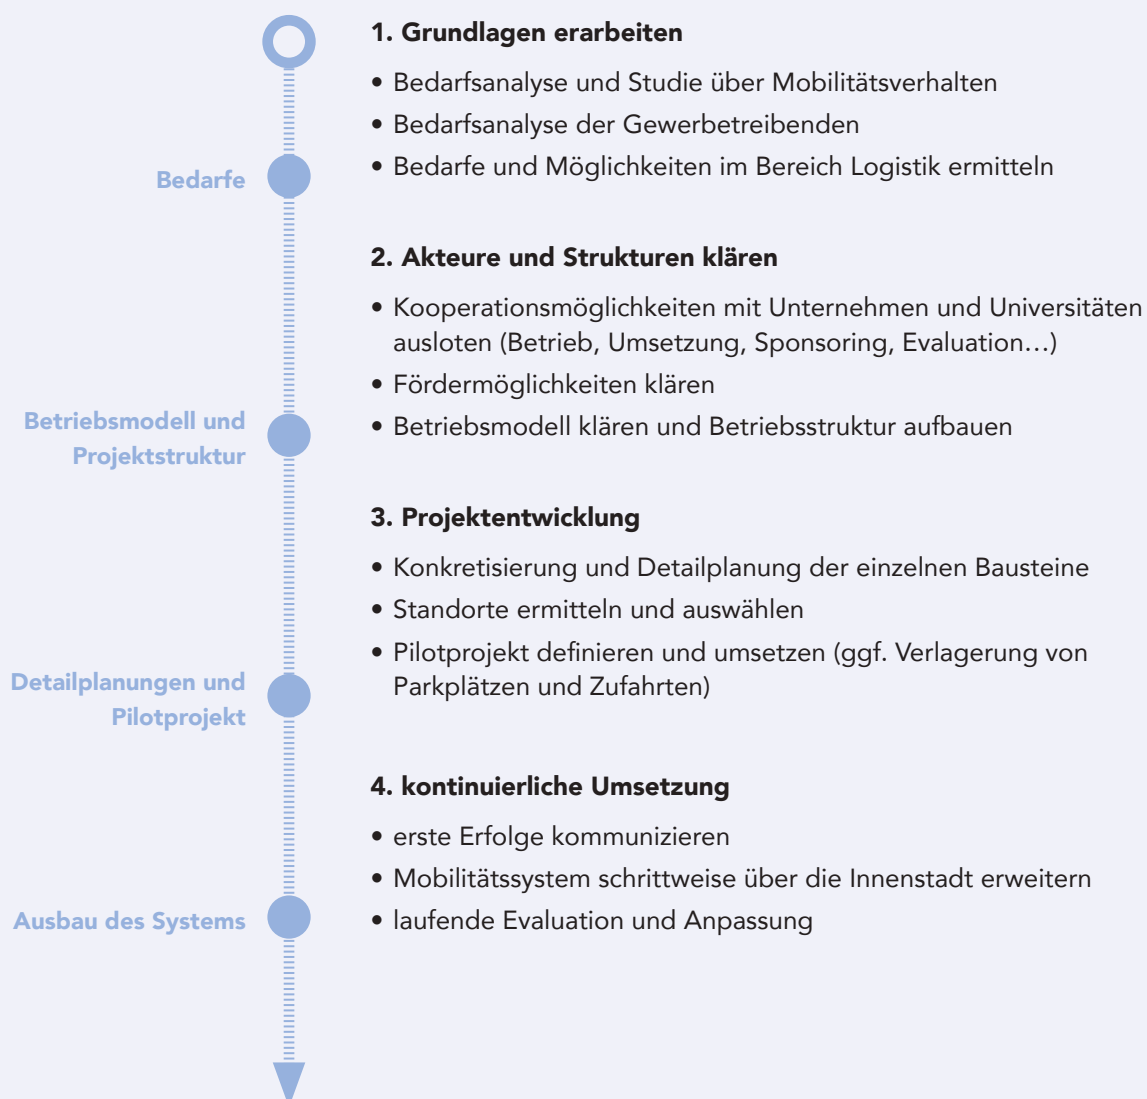 1. Grundlagen erarbeiten
• Bedarfsanalyse und Studie über Mobilitätsverhalten
• Bedarfsanalyse der Gewerbetreibenden
• Bedarfe und Möglichkeiten im Bereich Logistik ermitteln
Bedarfe
2. Akteure und Strukturen klären
• Kooperationsmöglichkeiten mit Unternehmen und Universitäten
ausloten (Betrieb, Umsetzung, Sponsoring, Evaluation…)
• Fördermöglichkeiten klären
• Betriebsmodell klären und Betriebsstruktur aufbauen
Betriebsmodell und
Projektstruktur
3. Projektentwicklung
• Konkretisierung und Detailplanung der einzelnen Bausteine
• Standorte ermitteln und auswählen
• Pilotprojekt definieren und umsetzen (ggf. Verlagerung von
Parkplätzen und Zufahrten)
Detailplanungen und
Pilotprojekt
4. kontinuierliche Umsetzung
• erste Erfolge kommunizieren
• Mobilitätssystem schrittweise über die Innenstadt erweitern
• laufende Evaluation und Anpassung
Ausbau des Systems